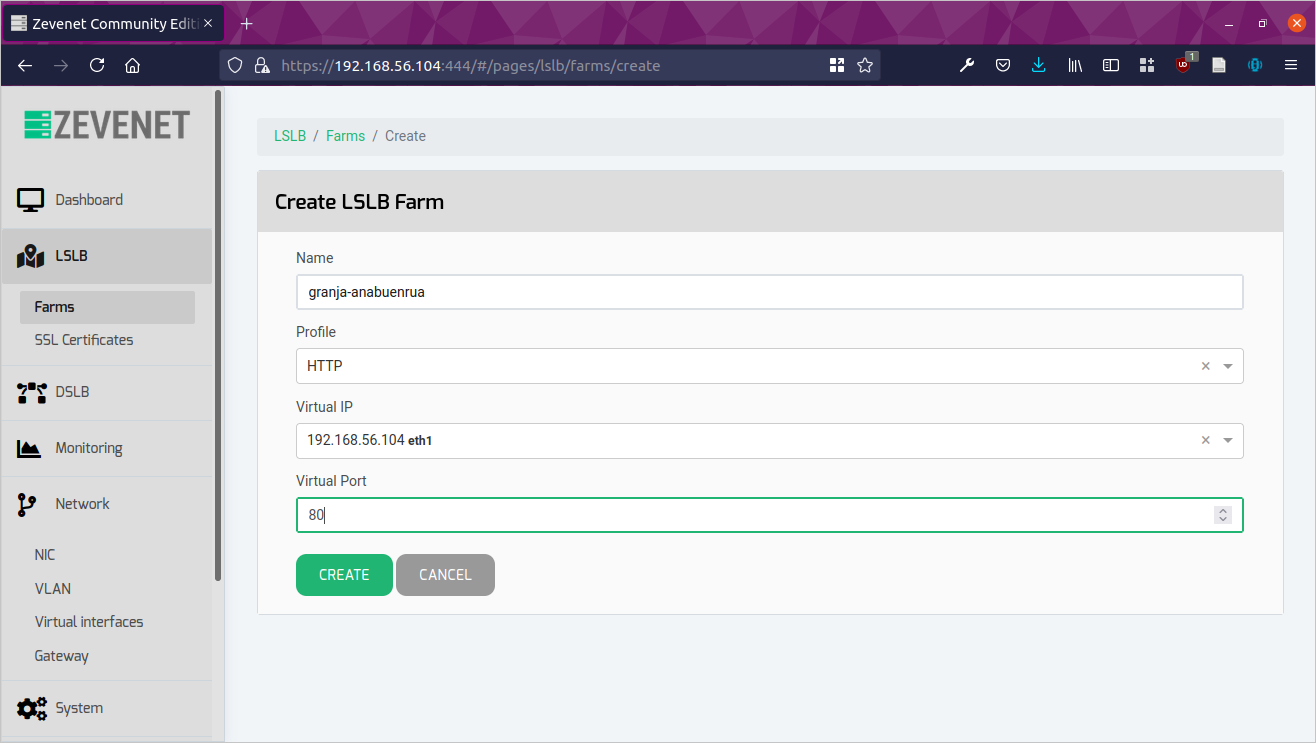 Zevenet Community Editi
https://192.168.56.104:444/#/pages/lslb/farms/create
1
ZEVENET
LSLB / Farms / Create
Dashboard
LSLB
Farms
SSL Certificates
DSLB
Monitoring
Network
NIC
VLAN
Virtual interfaces
Gateway
System
Create LSLB Farm
Name
granja-anabuenrua
Profile
HTTP
Virtual IP
192.168.56.104 eth1
Virtual Port
80
CREATE CANCEL